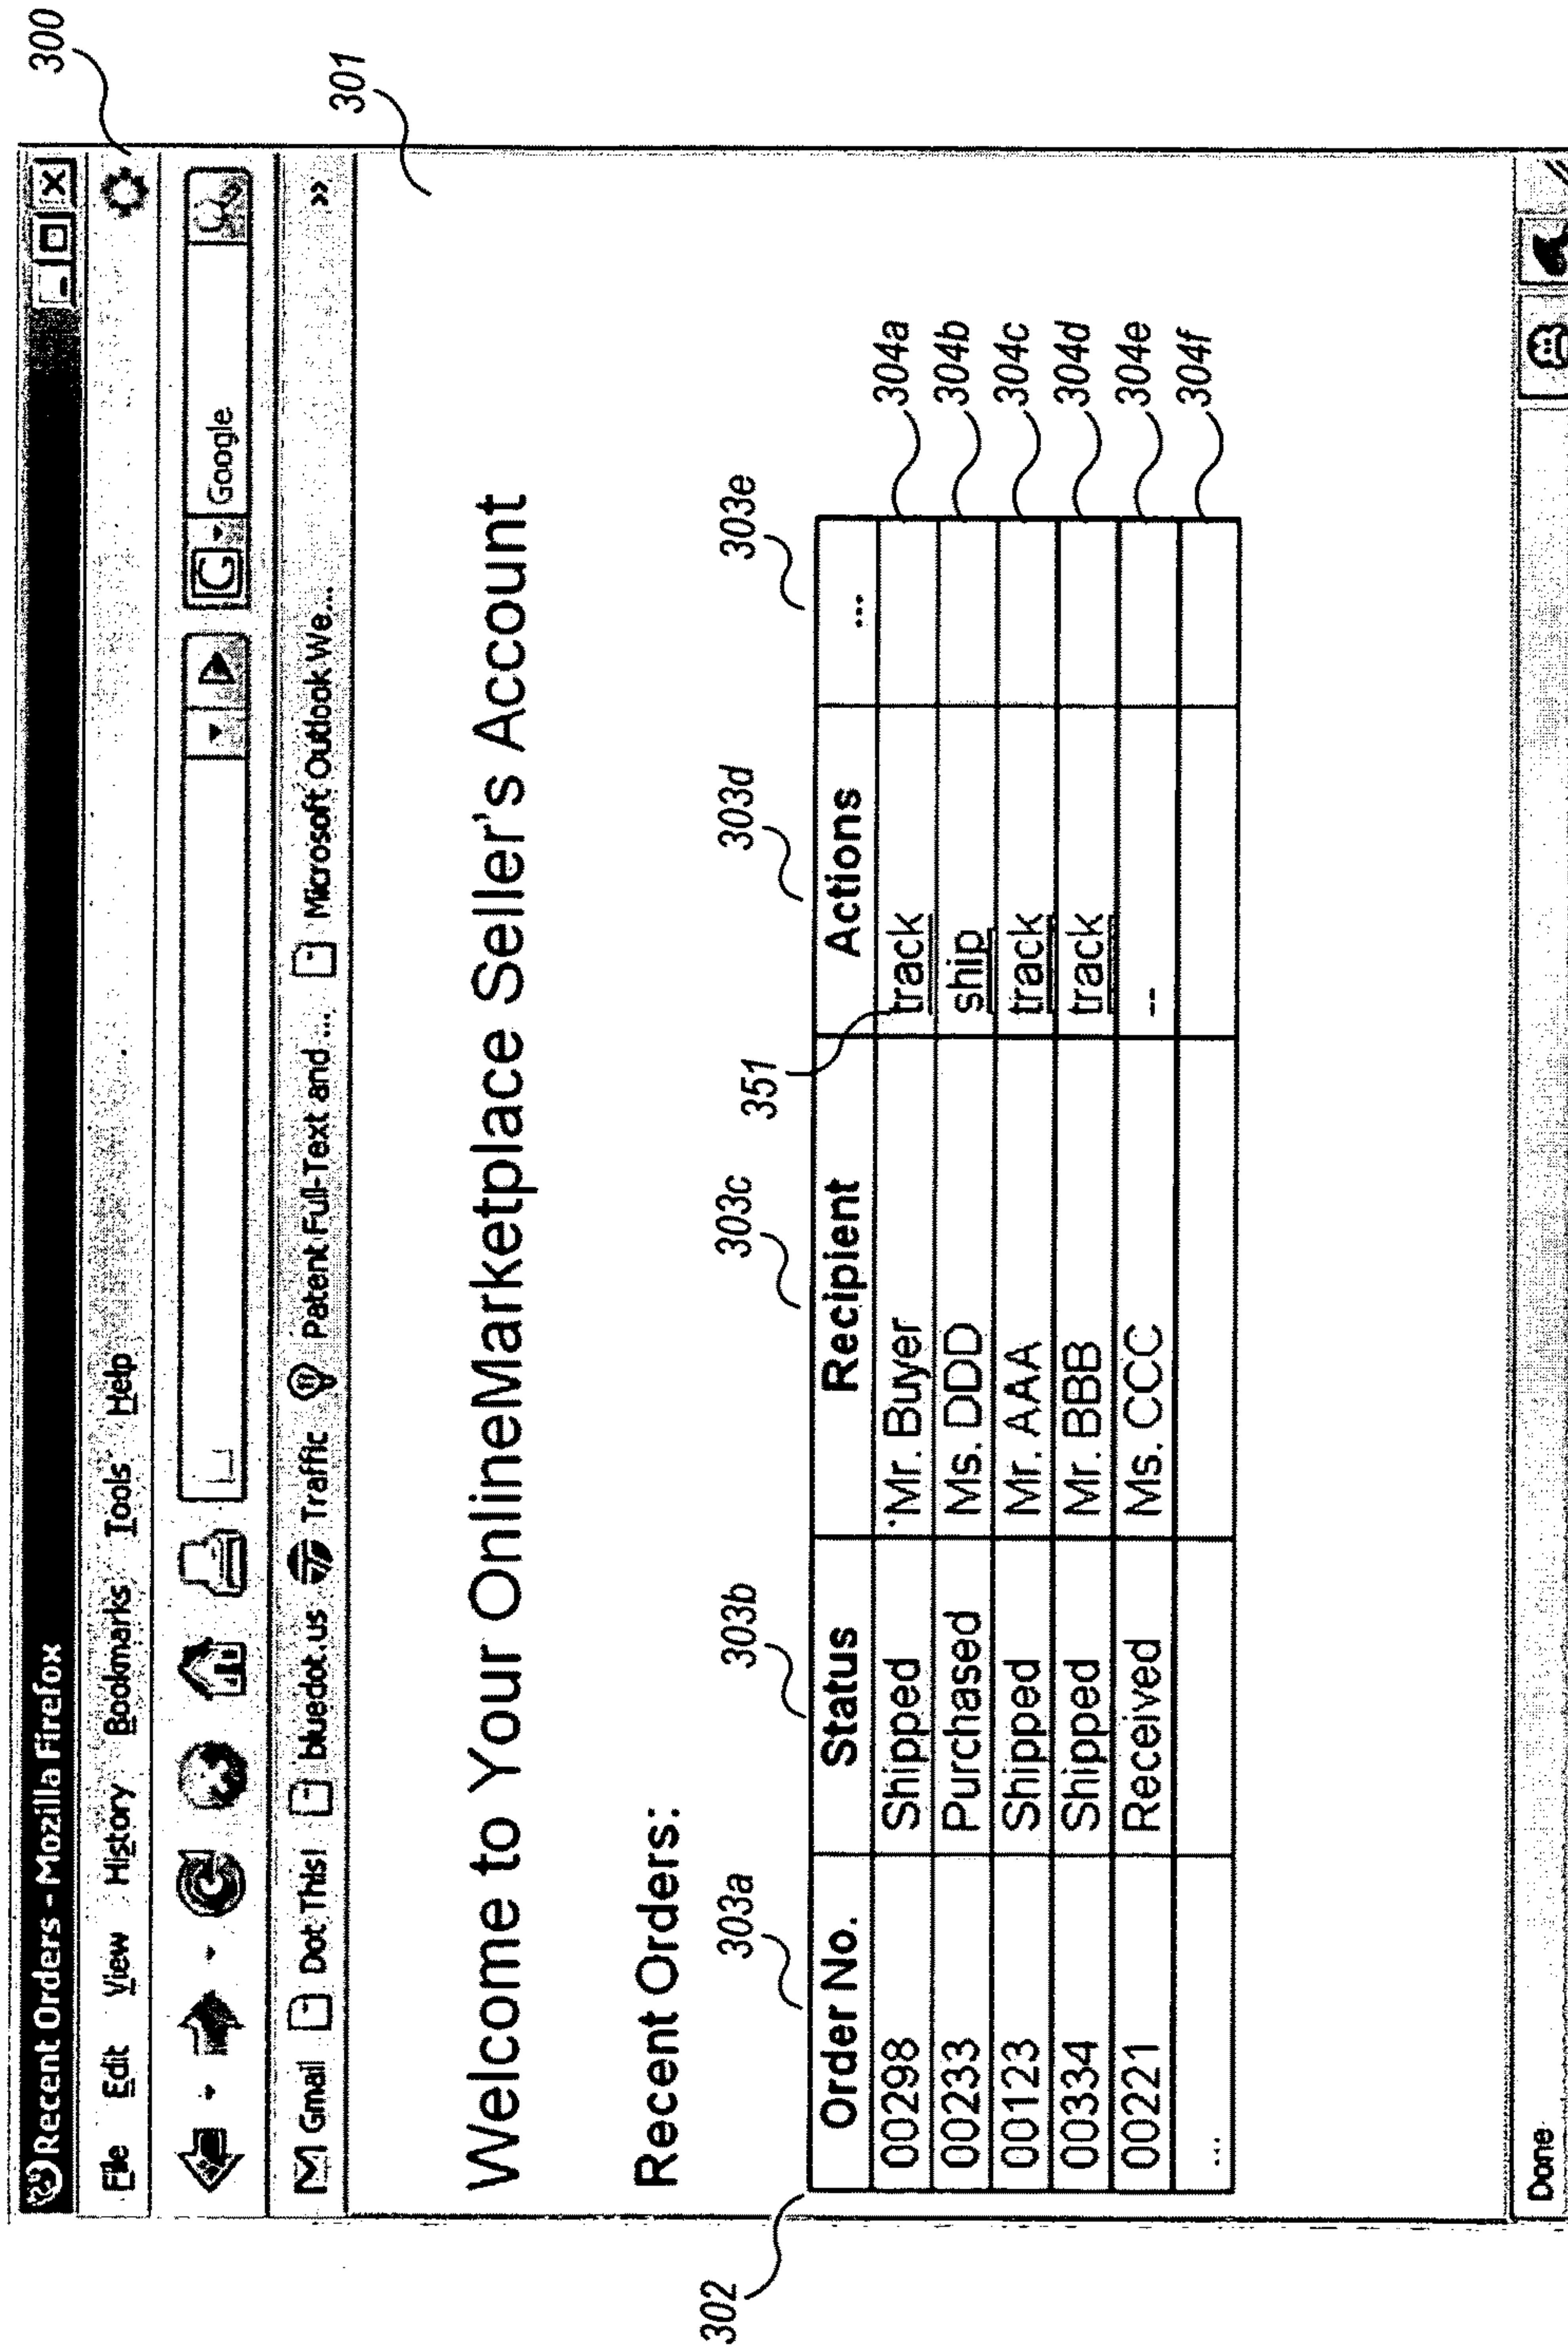 300
Recent Orders - Mozilla Firefox
File Edit View History Bookmarks Tools Help
G Google
M Gmail Dot This! bluedot.us Traffic Patent Full-Text and ... Microsoft Outlook We... »
301
Welcome to Your OnlineMarketplace Seller's Account
Recent Orders:
302 303a 303b 303c 351 303d 303e
Order No. Status Recipient Actions ...
00298 Shipped Mr. Buyer track 304a
00233 Purchased Ms. DDD ship 304b
00123 Shipped Mr. AAA track 304c
00334 Shipped Mr. BBB track 304d
00221 Received Ms. CCC -- 304e
... 304f
Done